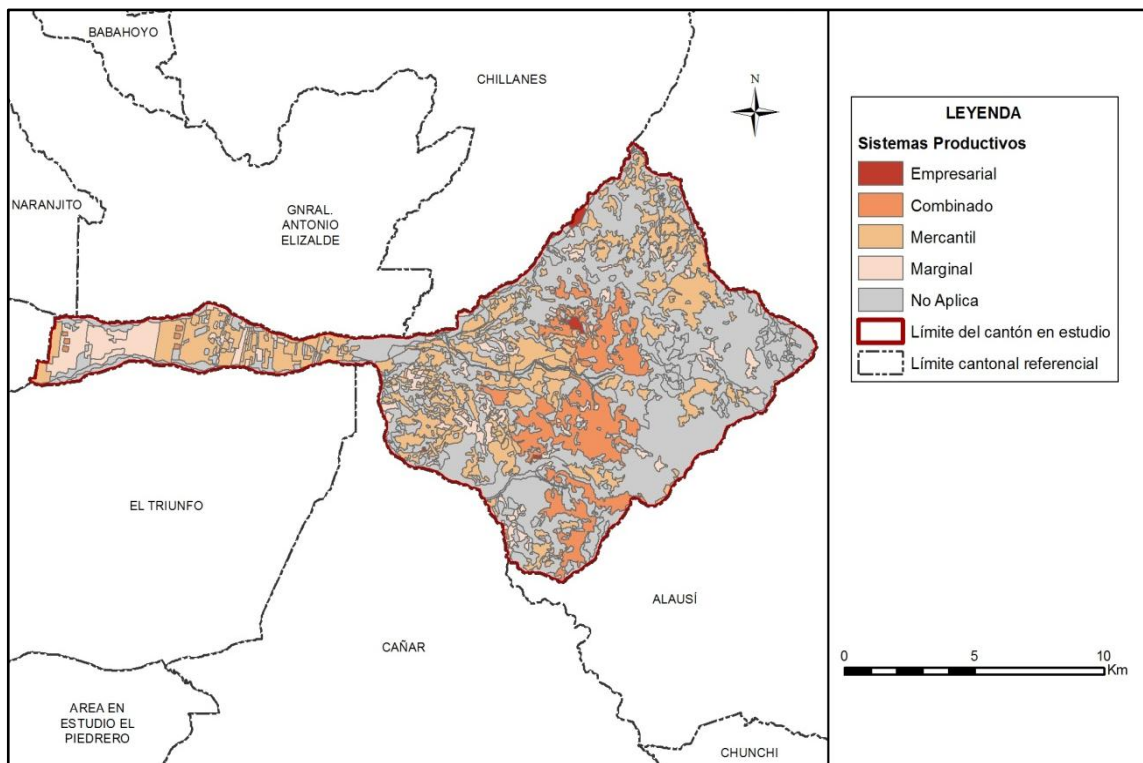 BABAHOYO
CHILLANES
N
NARANJITO
GNRAL.
ANTONIO
ELIZALDE
EL TRIUNFO
ALAUSÍ
CAÑAR
AREA EN
ESTUDIO EL
PIEDRERO
CHUNCHI
LEYENDA
Sistemas Productivos
Empresarial
Combinado
Mercantil
Marginal
No Aplica
Límite del cantón en estudio
Límite cantonal referencial
0 5 10
Km